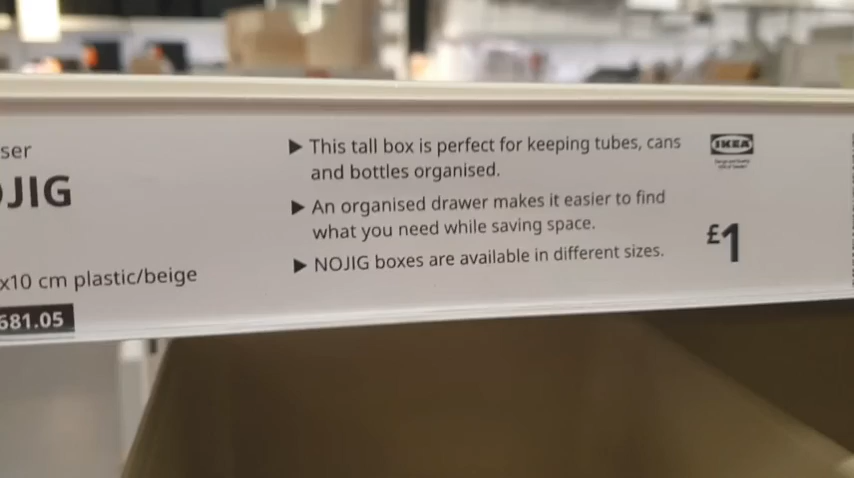 ser
OJIG
x10 cm plastic/beige
681.05
▶ This tall box is perfect for keeping tubes, cans
and bottles organised.
▶ An organised drawer makes it easier to find
what you need while saving space.
▶ NOJIG boxes are available in different sizes.
IKEA
£1